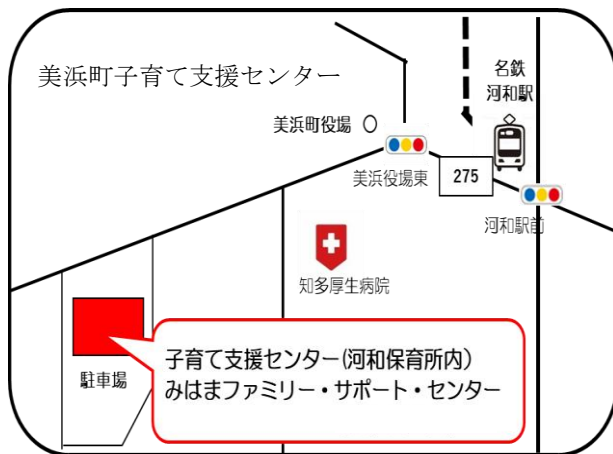 美浜町子育て支援センター
名鉄
河和駅
美浜町役場
美浜役場東
275
河和駅前
知多厚生病院
子育て支援センター(河和保育所内)
みはまファミリー・サポート・センター
駐車場